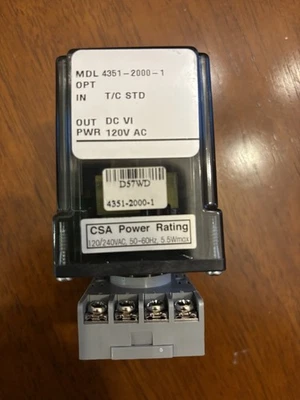 MDL 4351-2000-1
OPT
IN T/C STD
OUT DC VI
PWR 120V AC
D57WD
4351-2000-1
CSA Power Rating
120/240VAC, 50-60Hz, 5.5Wmax